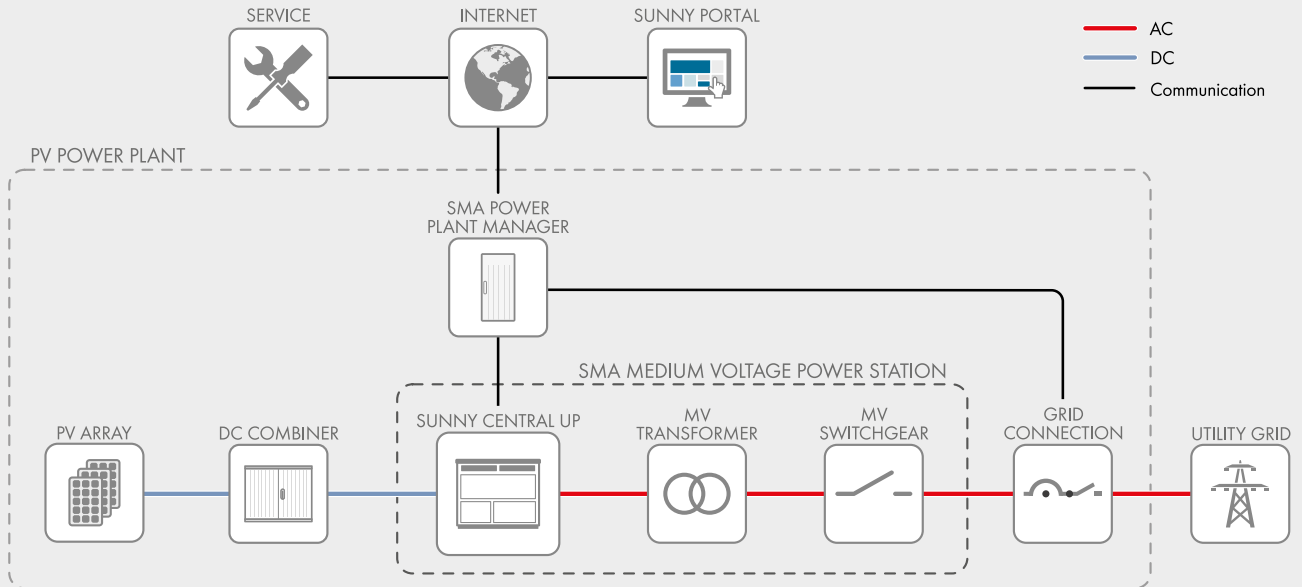 SERVICE
INTERNET
SUNNY PORTAL
AC
DC
Communication
PV POWER PLANT
SMA POWER
PLANT MANAGER
SMA MEDIUM VOLTAGE POWER STATION
PV ARRAY
DC COMBINER
SUNNY CENTRAL UP
MV
TRANSFORMER
MV
SWITCHGEAR
GRID
CONNECTION
UTILITY GRID